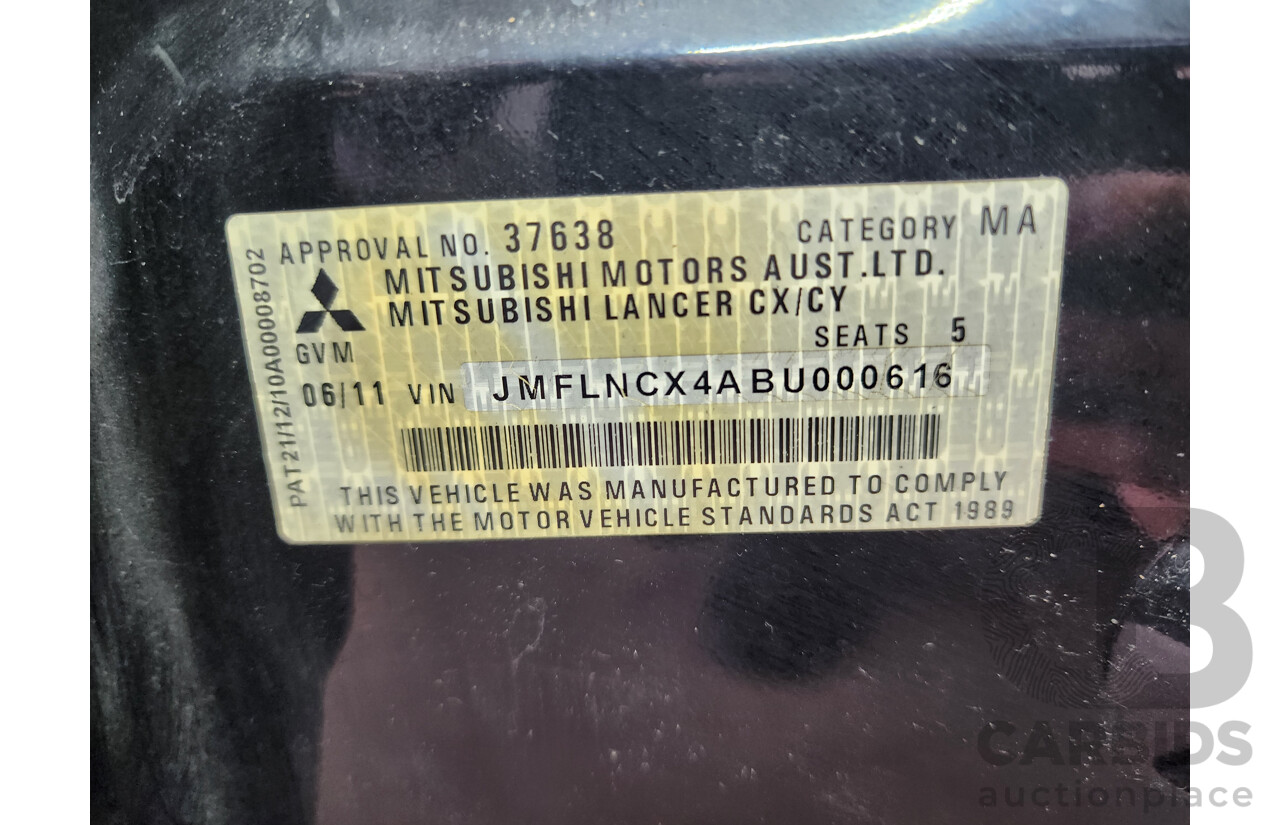 APPROVAL NO. 37638 CATEGORY MA
MITSUBISHI MOTORS AUST.LTD.
MITSUBISHI LANCER CX/CY
SEATS 5
GVM
06/11 VIN JMFLNCX4ABU000616
THIS VEHICLE WAS MANUFACTURED TO COMPLY
WITH THE MOTOR VEHICLE STANDARDS ACT 1989
PAT21/12/10A00008702
CARBIDS
auctionplace